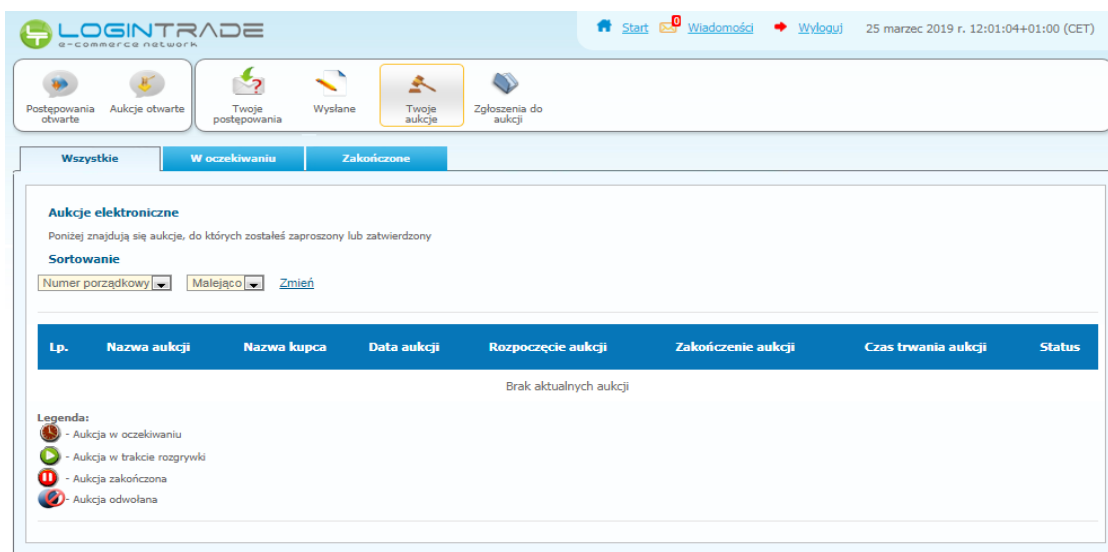 LOGINTRADE
e-commerce network
Start 0 Wiadomości Wyloguj 25 marzec 2019 r. 12:01:04+01:00 (CET)
Postępowania otwarte
Aukcje otwarte
Twoje postępowania
Wysłane
Twoje aukcje
Zgłoszenia do aukcji
Wszystkie W oczekiwaniu Zakończone
Aukcje elektroniczne
Poniżej znajdują się aukcje, do których zostałeś zaproszony lub zatwierdzony
Sortowanie
Numer porządkowy Malejąco Zmień
Lp. Nazwa aukcji Nazwa kupca Data aukcji Rozpoczęcie aukcji Zakończenie aukcji Czas trwania aukcji Status
Brak aktualnych aukcji
Legenda:
- Aukcja w oczekiwaniu
- Aukcja w trakcie rozgrywki
- Aukcja zakończona
- Aukcja odwołana